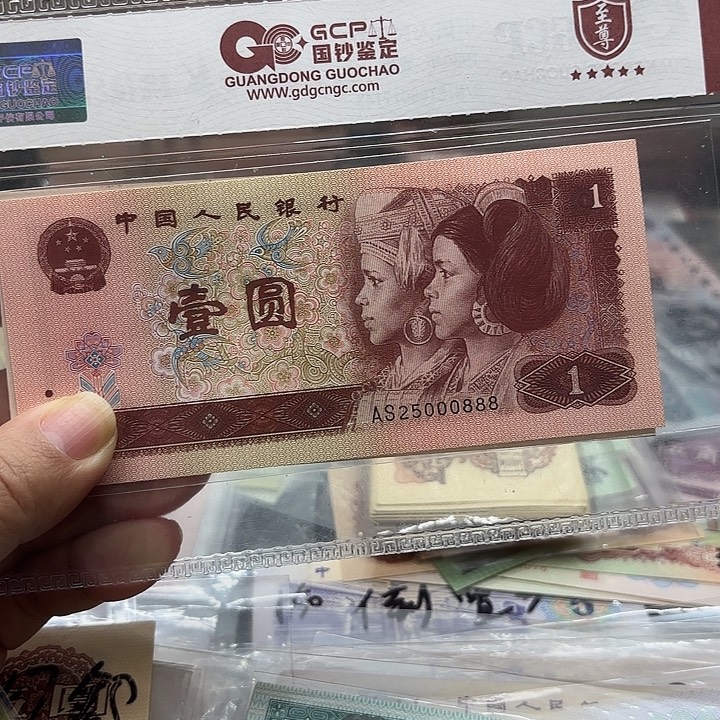 GCP
国钞鉴定
GUANGDONG GUOCHAO
www.gdgcngc.com
至尊
中国人民银行
1
壹圆
1
AS25000888